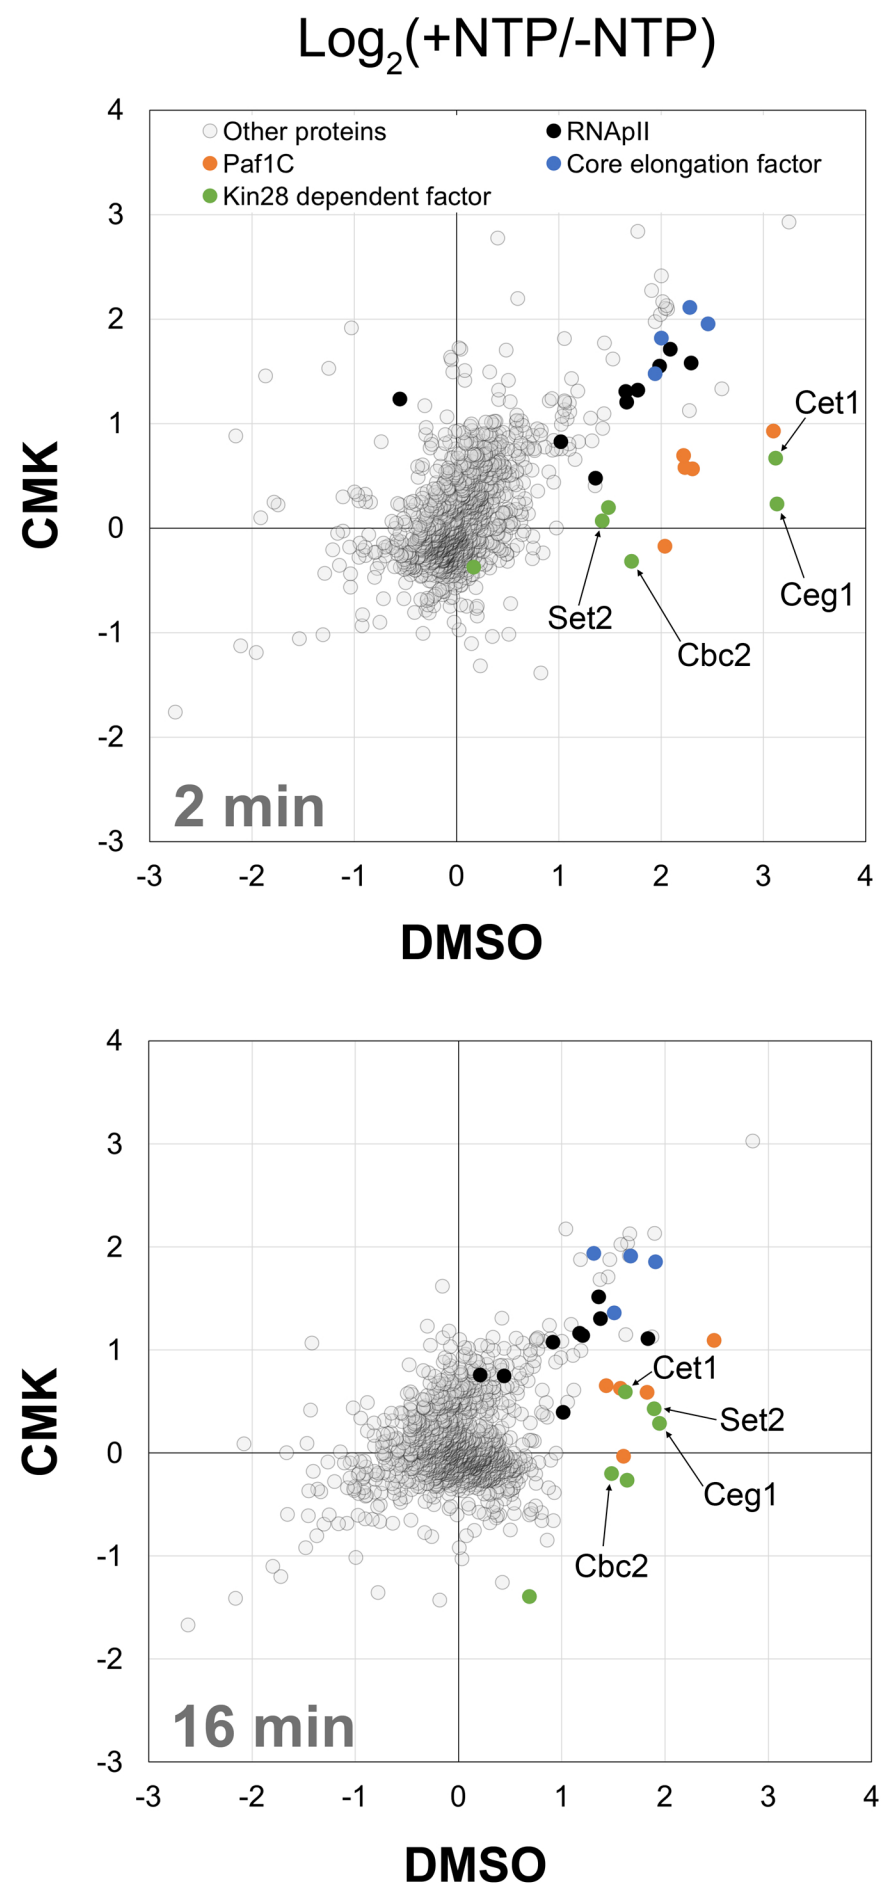 Log2(+NTP/-NTP)
4
Other proteins
RNApII
Paf1C
Core elongation factor
Kin28 dependent factor
3
2
1
Cet1
CMK
0
Ceg1
Set2
-1
Cbc2
-2
2 min
-3
-3 -2 -1 0 1 2 3 4
DMSO
4
3
2
1
Cet1
CMK
Set2
0
Ceg1
-1
Cbc2
-2
16 min
-3
-3 -2 -1 0 1 2 3 4
DMSO